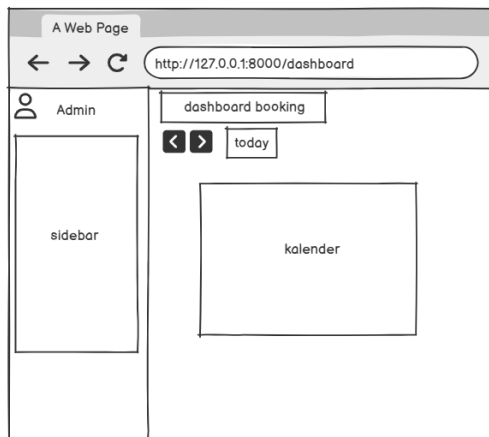 A Web Page
http://127.0.0.1:8000/dashboard
Admin
dashboard booking
today
sidebar
kalender